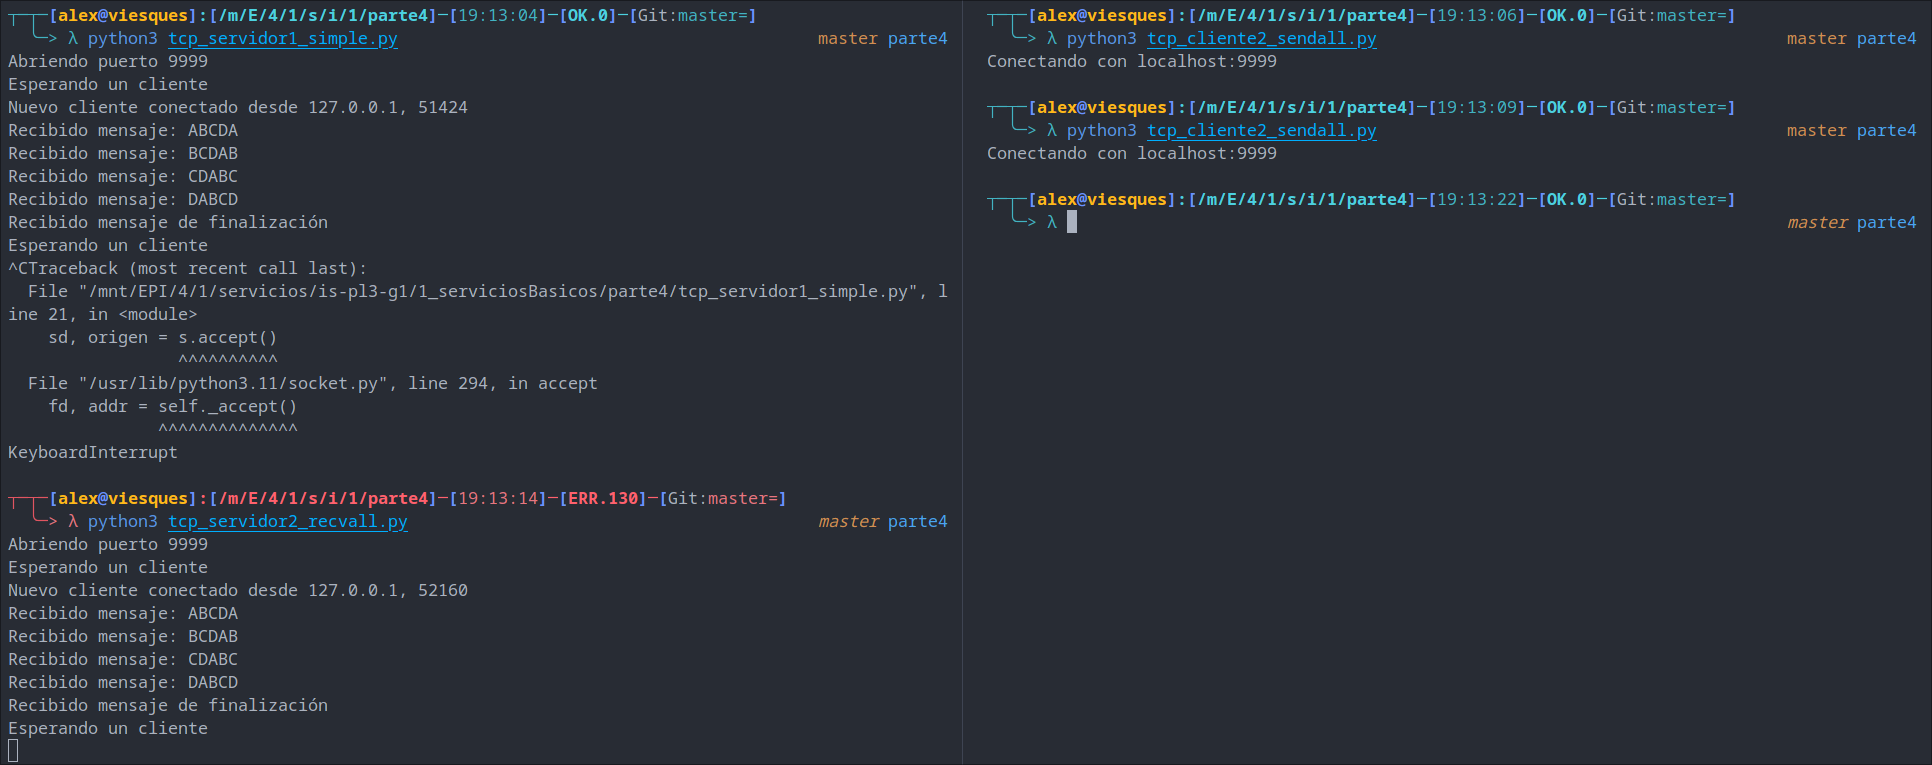 ┬─┬─[alex@viesques]:[/m/E/4/1/s/i/1/parte4]─[19:13:04]─[OK.0]─[Git:master=]
╰─> λ python3 tcp_servidor1_simple.py master parte4
Abriendo puerto 9999
Esperando un cliente
Nuevo cliente conectado desde 127.0.0.1, 51424
Recibido mensaje: ABCDA
Recibido mensaje: BCDAB
Recibido mensaje: CDABC
Recibido mensaje: DABCD
Recibido mensaje de finalización
Esperando un cliente
^CTraceback (most recent call last):
  File "/mnt/EPI/4/1/servicios/is-pl3-g1/1_serviciosBasicos/parte4/tcp_servidor1_simple.py", l
ine 21, in <module>
    sd, origen = s.accept()
                 ^^^^^^^^^^
  File "/usr/lib/python3.11/socket.py", line 294, in accept
    fd, addr = self._accept()
               ^^^^^^^^^^^^^^
KeyboardInterrupt
┬─┬─[alex@viesques]:[/m/E/4/1/s/i/1/parte4]─[19:13:14]─[ERR.130]─[Git:master=]
╰─> λ python3 tcp_servidor2_recvall.py master parte4
Abriendo puerto 9999
Esperando un cliente
Nuevo cliente conectado desde 127.0.0.1, 52160
Recibido mensaje: ABCDA
Recibido mensaje: BCDAB
Recibido mensaje: CDABC
Recibido mensaje: DABCD
Recibido mensaje de finalización
Esperando un cliente
┬─┬─[alex@viesques]:[/m/E/4/1/s/i/1/parte4]─[19:13:06]─[OK.0]─[Git:master=]
╰─> λ python3 tcp_cliente2_sendall.py master parte4
Conectando con localhost:9999
┬─┬─[alex@viesques]:[/m/E/4/1/s/i/1/parte4]─[19:13:09]─[OK.0]─[Git:master=]
╰─> λ python3 tcp_cliente2_sendall.py master parte4
Conectando con localhost:9999
┬─┬─[alex@viesques]:[/m/E/4/1/s/i/1/parte4]─[19:13:22]─[OK.0]─[Git:master=]
╰─> λ master parte4